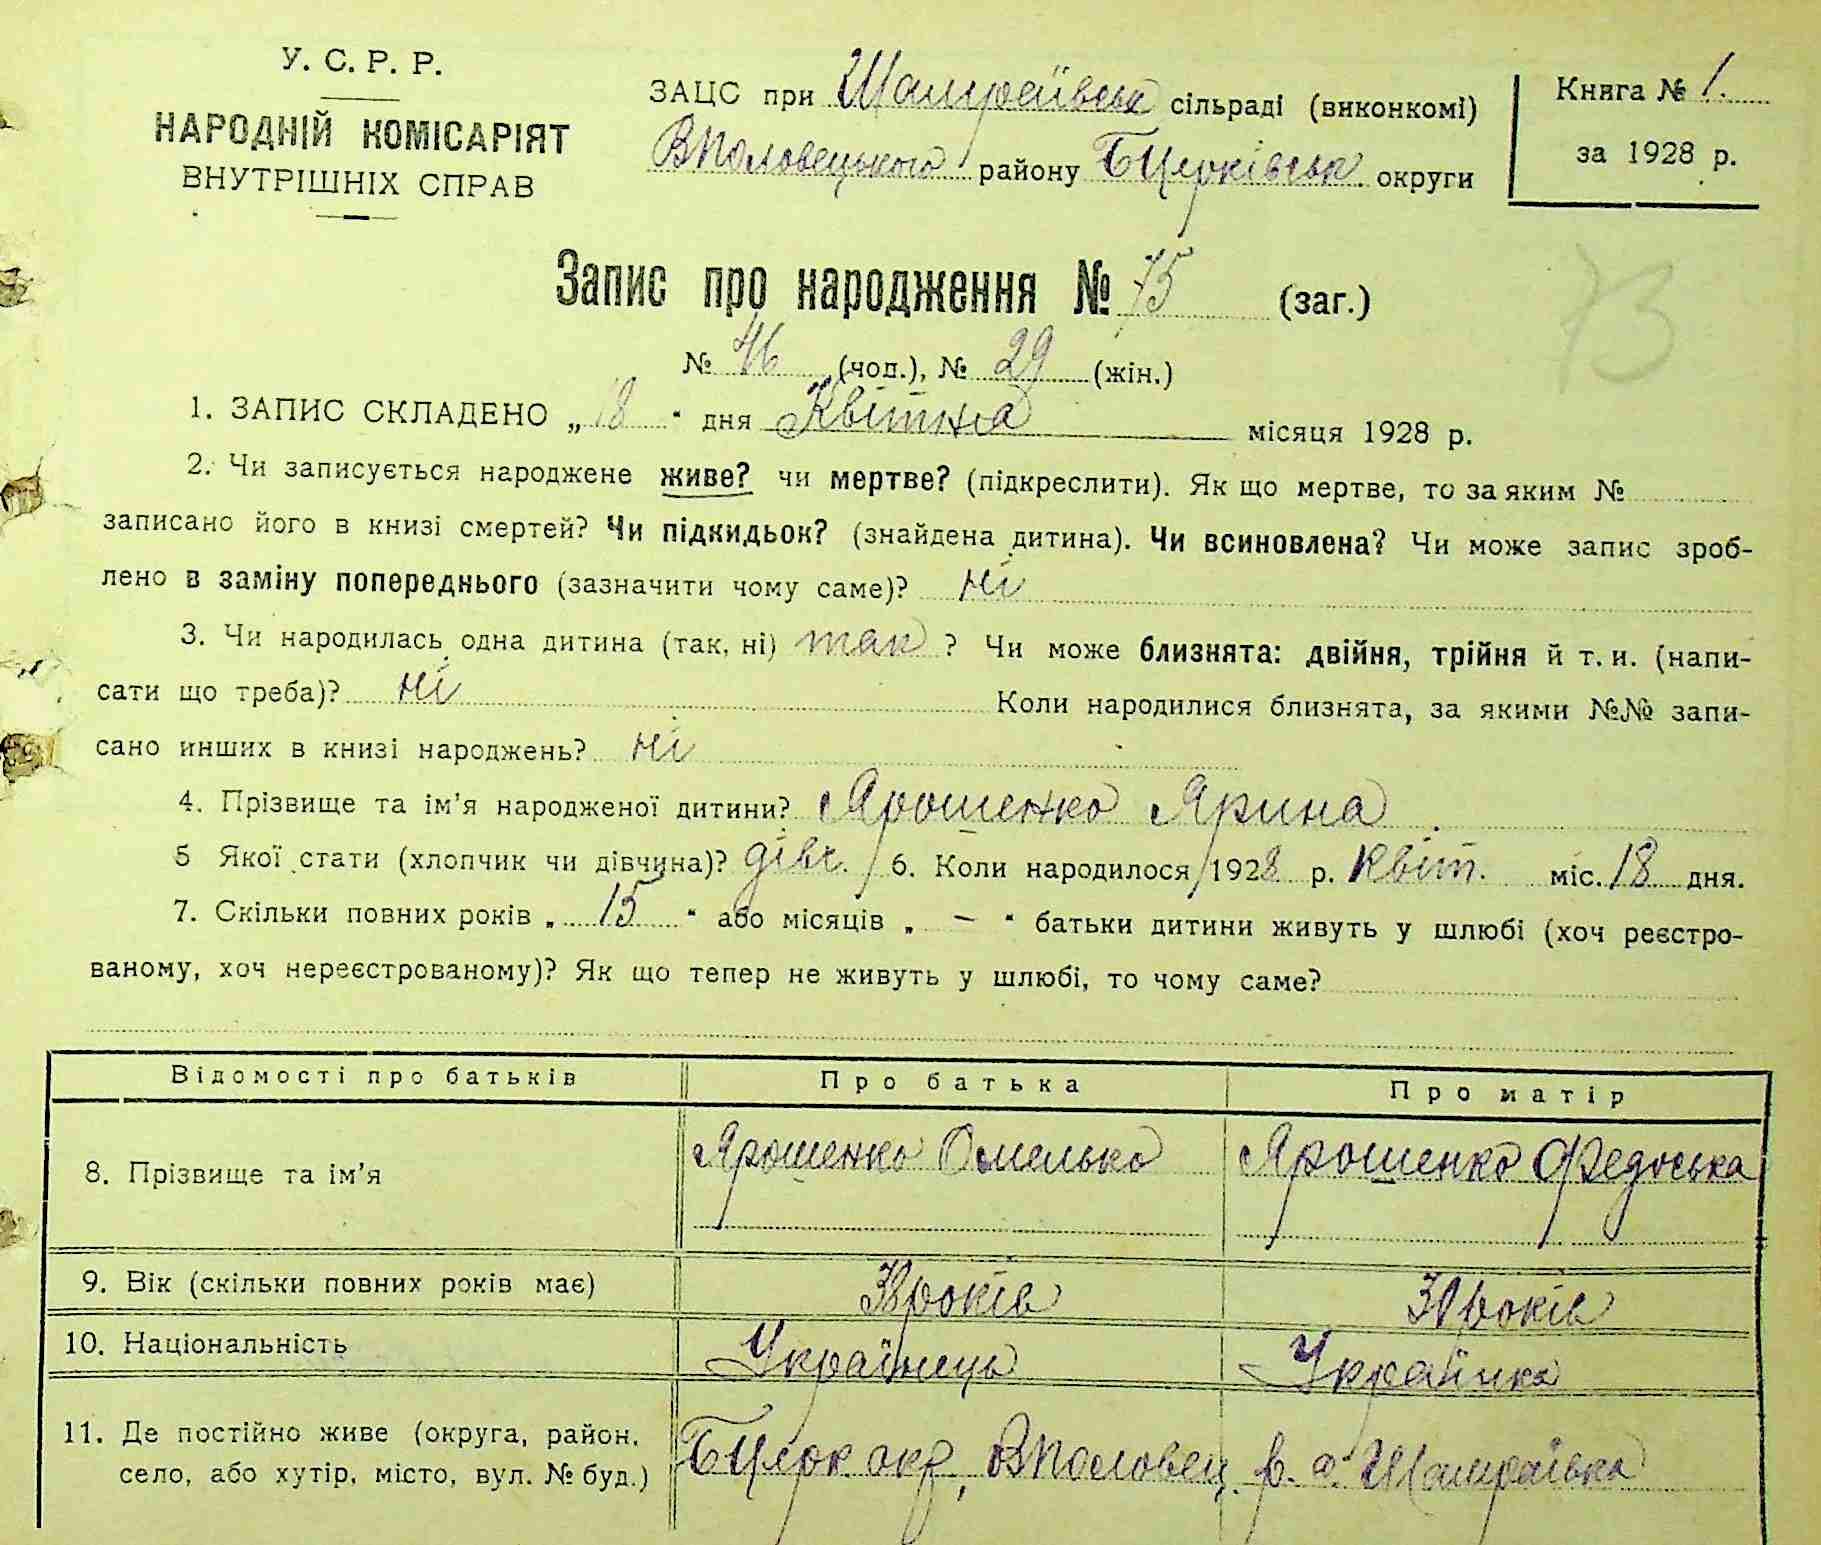 У. С. Р. Р.
НАРОДНІЙ КОМІСАРІЯТ
ВНУТРІШНІХ СПРАВ
ЗАЦС при Шамраївськ сільраді (виконкомі)
ВПоловецького району БЦерківськ округи
Книга № 1.
за 1928 р.
Запис про народження № 75 (заг.)
73
№ 46 (чол.), № 29 (жін.)
1. ЗАПИС СКЛАДЕНО „18“ дня Квітня місяця 1928 р.
2. Чи записується народжене живе? чи мертве? (підкреслити). Як що мертве, то за яким №
записано його в книзі смертей? Чи підкидьок? (знайдена дитина). Чи всиновлена? Чи може запис зроб-
лено в заміну попереднього (зазначити чому саме)? ні
3. Чи народилась одна дитина (так, ні) так ? Чи може близнята: двійня, трійня й т. и. (напи-
сати що треба)? ні Коли народилися близнята, за якими №№ запи-
сано инших в книзі народжень? ні
4. Прізвище та ім'я народженої дитини? Ярошенко Ярина
5 Якої стати (хлопчик чи дівчина)? дівч. 6. Коли народилося 1928 р. Квіт. міс. 18 дня.
7. Скільки повних років „ 15 “ або місяців „ — “ батьки дитини живуть у шлюбі (хоч реєстро-
ваному, хоч нереєстрованому)? Як що тепер не живуть у шлюбі, то чому саме?
Відомості про батьків Про батька Про матір
8. Прізвище та ім'я Ярошенко Омелько Ярошенко Федоська
9. Вік (скільки повних років має) років років
10. Національність Українець Українка
11. Де постійно живе (округа, район, село, або хутір, місто, вул. № буд.) БЦерк окр, ВПоловец. р. с. Шамраївка